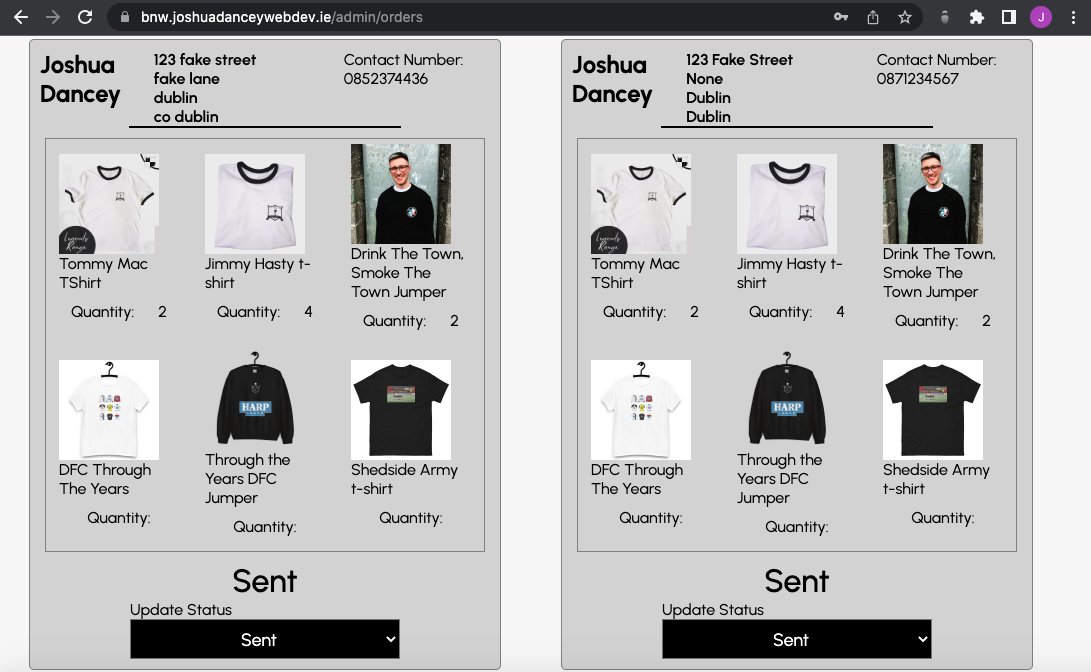 bnw.joshuadanceywebdev.ie/admin/orders
J
Joshua
Dancey
123 fake street
fake lane
dublin
co dublin
Contact Number:
0852374436
Legends
Range
Tommy Mac
TShirt
Quantity: 2
Jimmy Hasty t-
shirt
Quantity: 4
Drink The Town,
Smoke The
Town Jumper
Quantity: 2
DFC Through
The Years
Quantity:
HARP
Through the
Years DFC
Jumper
Quantity:
Shedside Army
t-shirt
Quantity:
Sent
Update Status
Sent
Joshua
Dancey
123 Fake Street
None
Dublin
Dublin
Contact Number:
0871234567
Legends
Range
Tommy Mac
TShirt
Quantity: 2
Jimmy Hasty t-
shirt
Quantity: 4
Drink The Town,
Smoke The
Town Jumper
Quantity: 2
DFC Through
The Years
Quantity:
HARP
Through the
Years DFC
Jumper
Quantity:
Shedside Army
t-shirt
Quantity:
Sent
Update Status
Sent